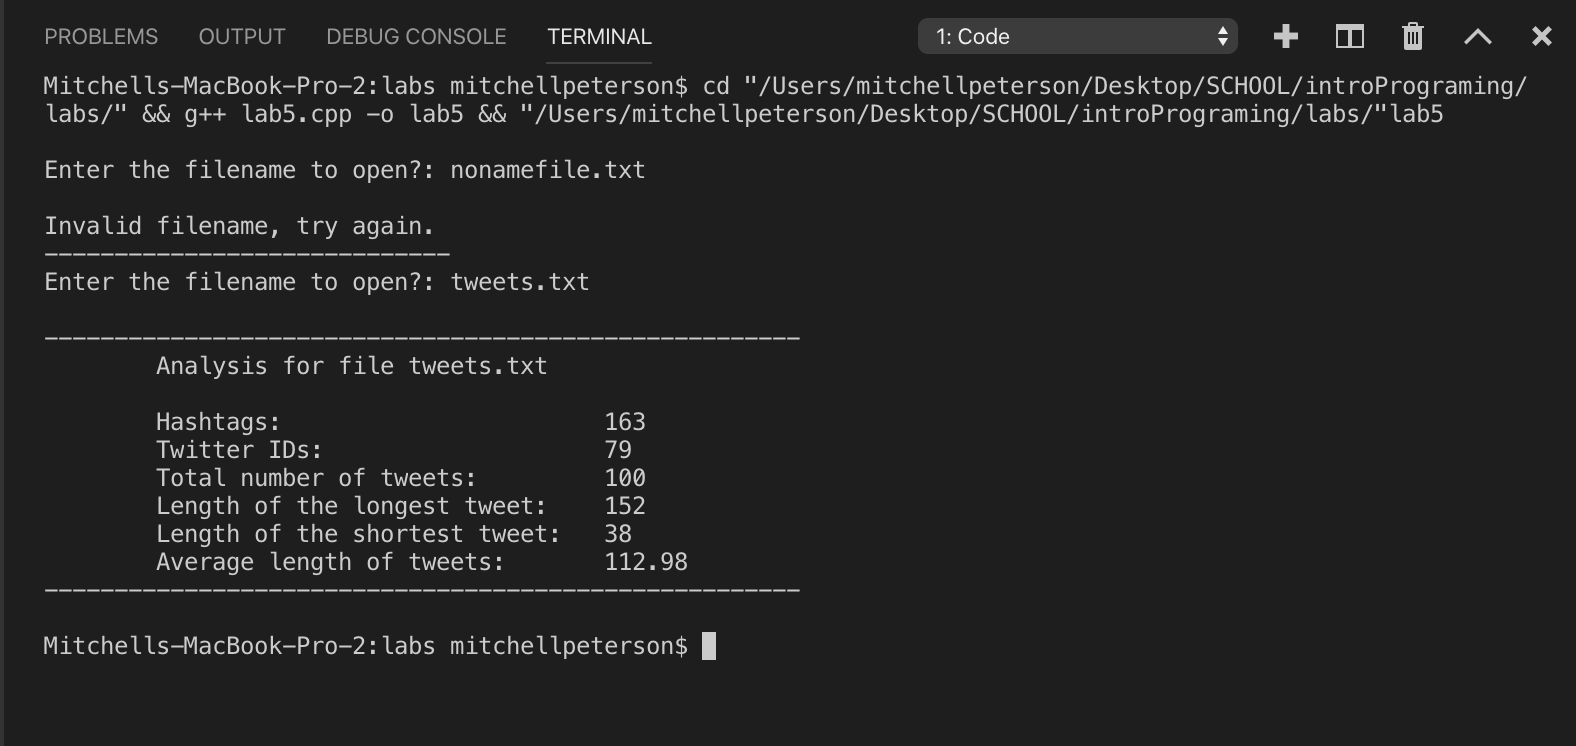 PROBLEMS OUTPUT DEBUG CONSOLE TERMINAL 1: Code
Mitchells-MacBook-Pro-2:labs mitchellpeterson$ cd "/Users/mitchellpeterson/Desktop/SCHOOL/introPrograming/
labs/" && g++ lab5.cpp -o lab5 && "/Users/mitchellpeterson/Desktop/SCHOOL/introPrograming/labs/"lab5
Enter the filename to open?: nonamefile.txt
Invalid filename, try again.
-----------------------------
Enter the filename to open?: tweets.txt
------------------------------------------------------
Analysis for file tweets.txt
Hashtags: 163
Twitter IDs: 79
Total number of tweets: 100
Length of the longest tweet: 152
Length of the shortest tweet: 38
Average length of tweets: 112.98
------------------------------------------------------
Mitchells-MacBook-Pro-2:labs mitchellpeterson$